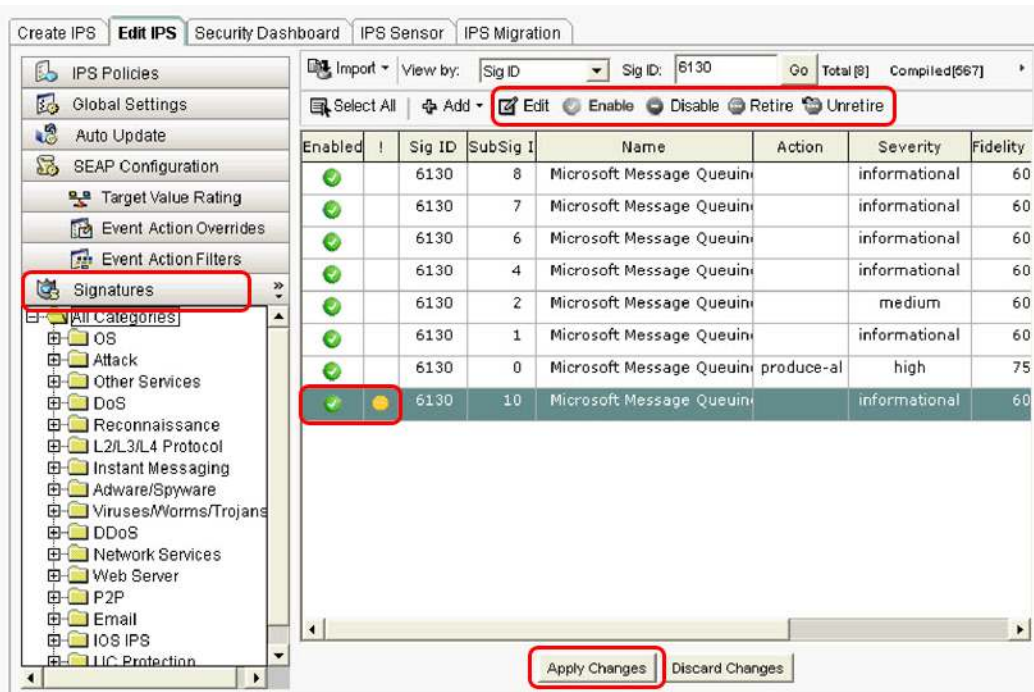 Create IPS Edit IPS Security Dashboard IPS Sensor IPS Migration
IPS Policies
Global Settings
Auto Update
SEAP Configuration
Target Value Rating
Event Action Overrides
Event Action Filters
Signatures
All Categories
OS
Attack
Other Services
DoS
Reconnaissance
L2/L3/L4 Protocol
Instant Messaging
Adware/Spyware
Viruses/Worms/Trojans
DDoS
Network Services
Web Server
P2P
Email
IOS IPS
Import View by: Sig ID Sig ID: 6130 Go Total[8] Compiled[567]
Select All Add Edit Enable Disable Retire Unretire
Enabled ! Sig ID SubSig I Name Action Severity Fidelity
6130 8 Microsoft Message Queuin informational 60
6130 7 Microsoft Message Queuin informational 60
6130 6 Microsoft Message Queuin informational 60
6130 4 Microsoft Message Queuin informational 60
6130 2 Microsoft Message Queuin medium 60
6130 1 Microsoft Message Queuin informational 60
6130 0 Microsoft Message Queuin produce-al high 75
6130 10 Microsoft Message Queuin informational 60
Apply Changes Discard Changes